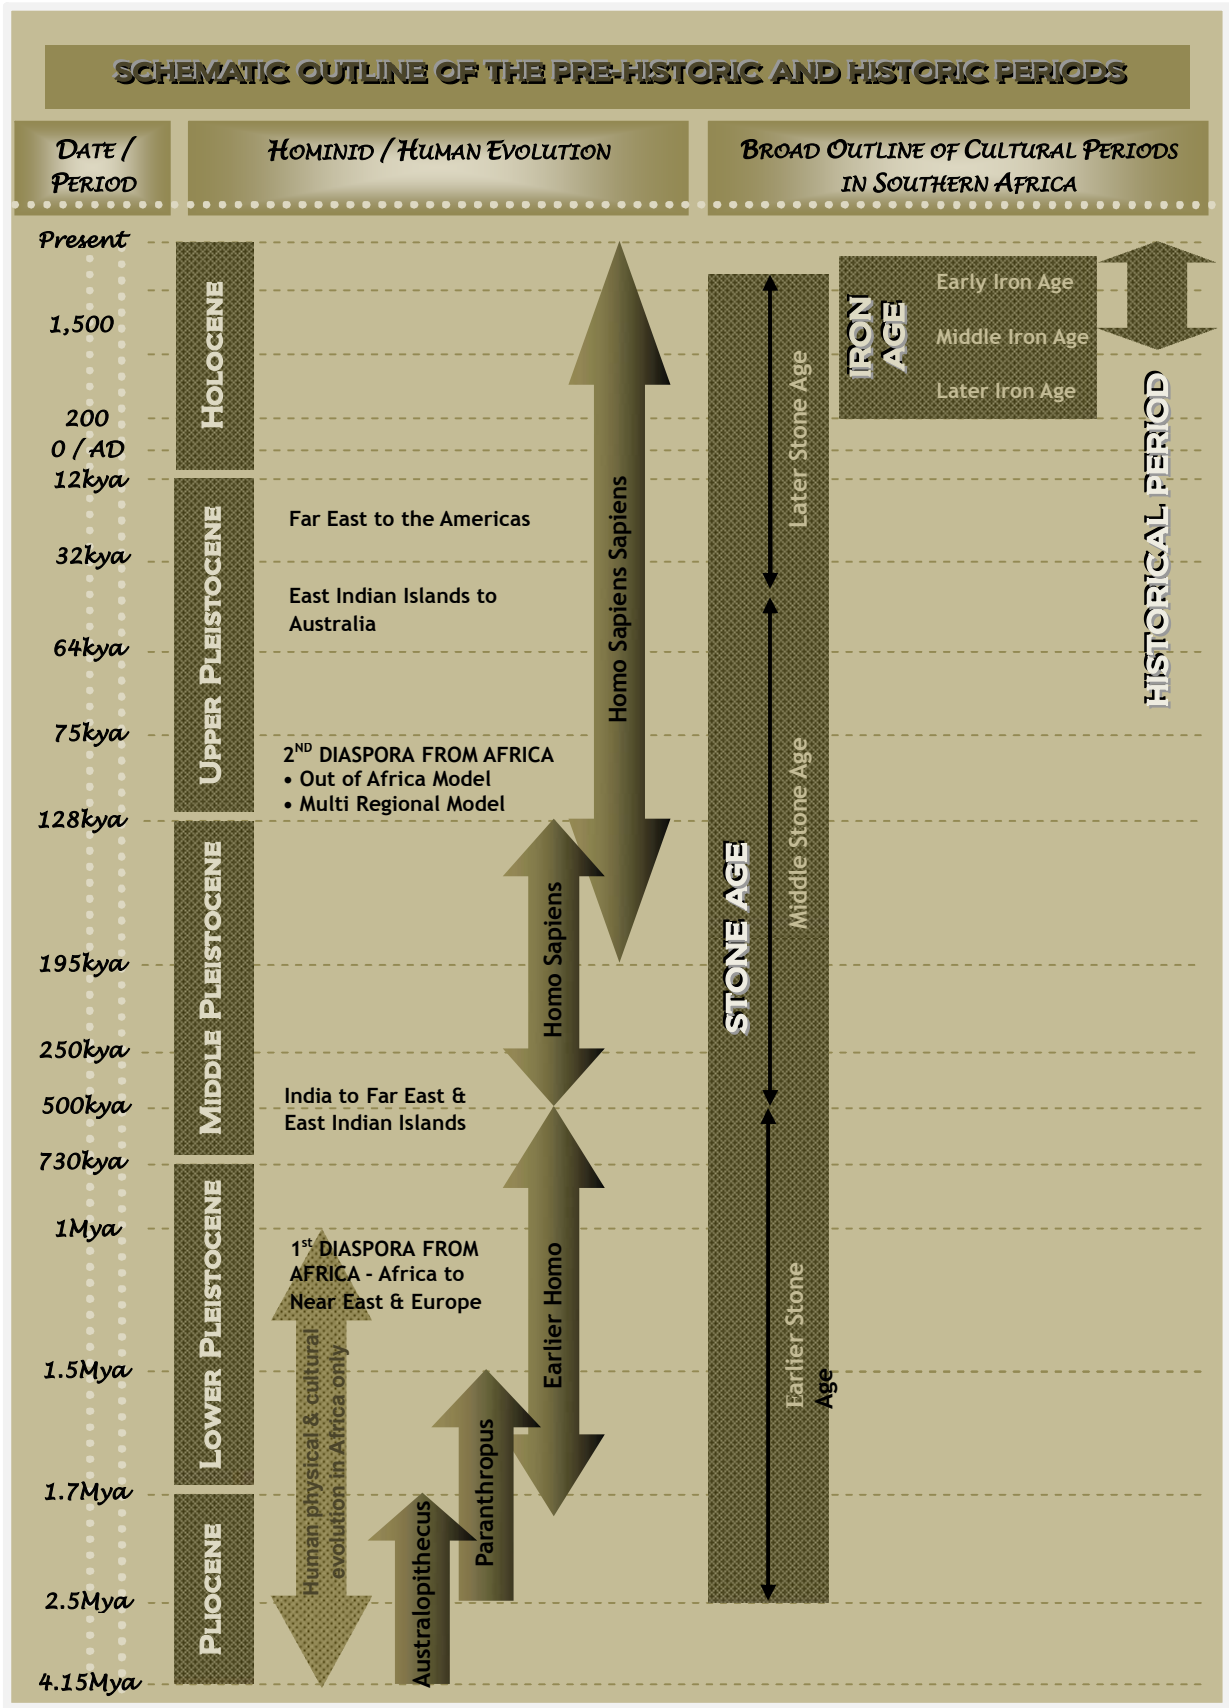 SCHEMATIC OUTLINE OF THE PRE-HISTORIC AND HISTORIC PERIODS
DATE /
PERIOD
HOMINID / HUMAN EVOLUTION
BROAD OUTLINE OF CULTURAL PERIODS
IN SOUTHERN AFRICA
Present
1,500
200
0 / AD
12kya
32kya
64kya
75kya
128kya
195kya
250kya
500kya
730kya
1Mya
1.5Mya
1.7Mya
2.5Mya
4.15Mya
HOLOCENE
UPPER PLEISTOCENE
MIDDLE PLEISTOCENE
LOWER PLEISTOCENE
PLIOCENE
Far East to the Americas
East Indian Islands to
Australia
2ND DIASPORA FROM AFRICA
• Out of Africa Model
• Multi Regional Model
India to Far East &
East Indian Islands
1st DIASPORA FROM
AFRICA - Africa to
Near East & Europe
Human physical & cultural
evolution in Africa only
Australopithecus
Paranthropus
Earlier Homo
Homo Sapiens
Homo Sapiens Sapiens
STONE AGE
Later Stone Age
Middle Stone Age
Earlier Stone
Age
IRON
AGE
Early Iron Age
Middle Iron Age
Later Iron Age
HISTORICAL PERIOD